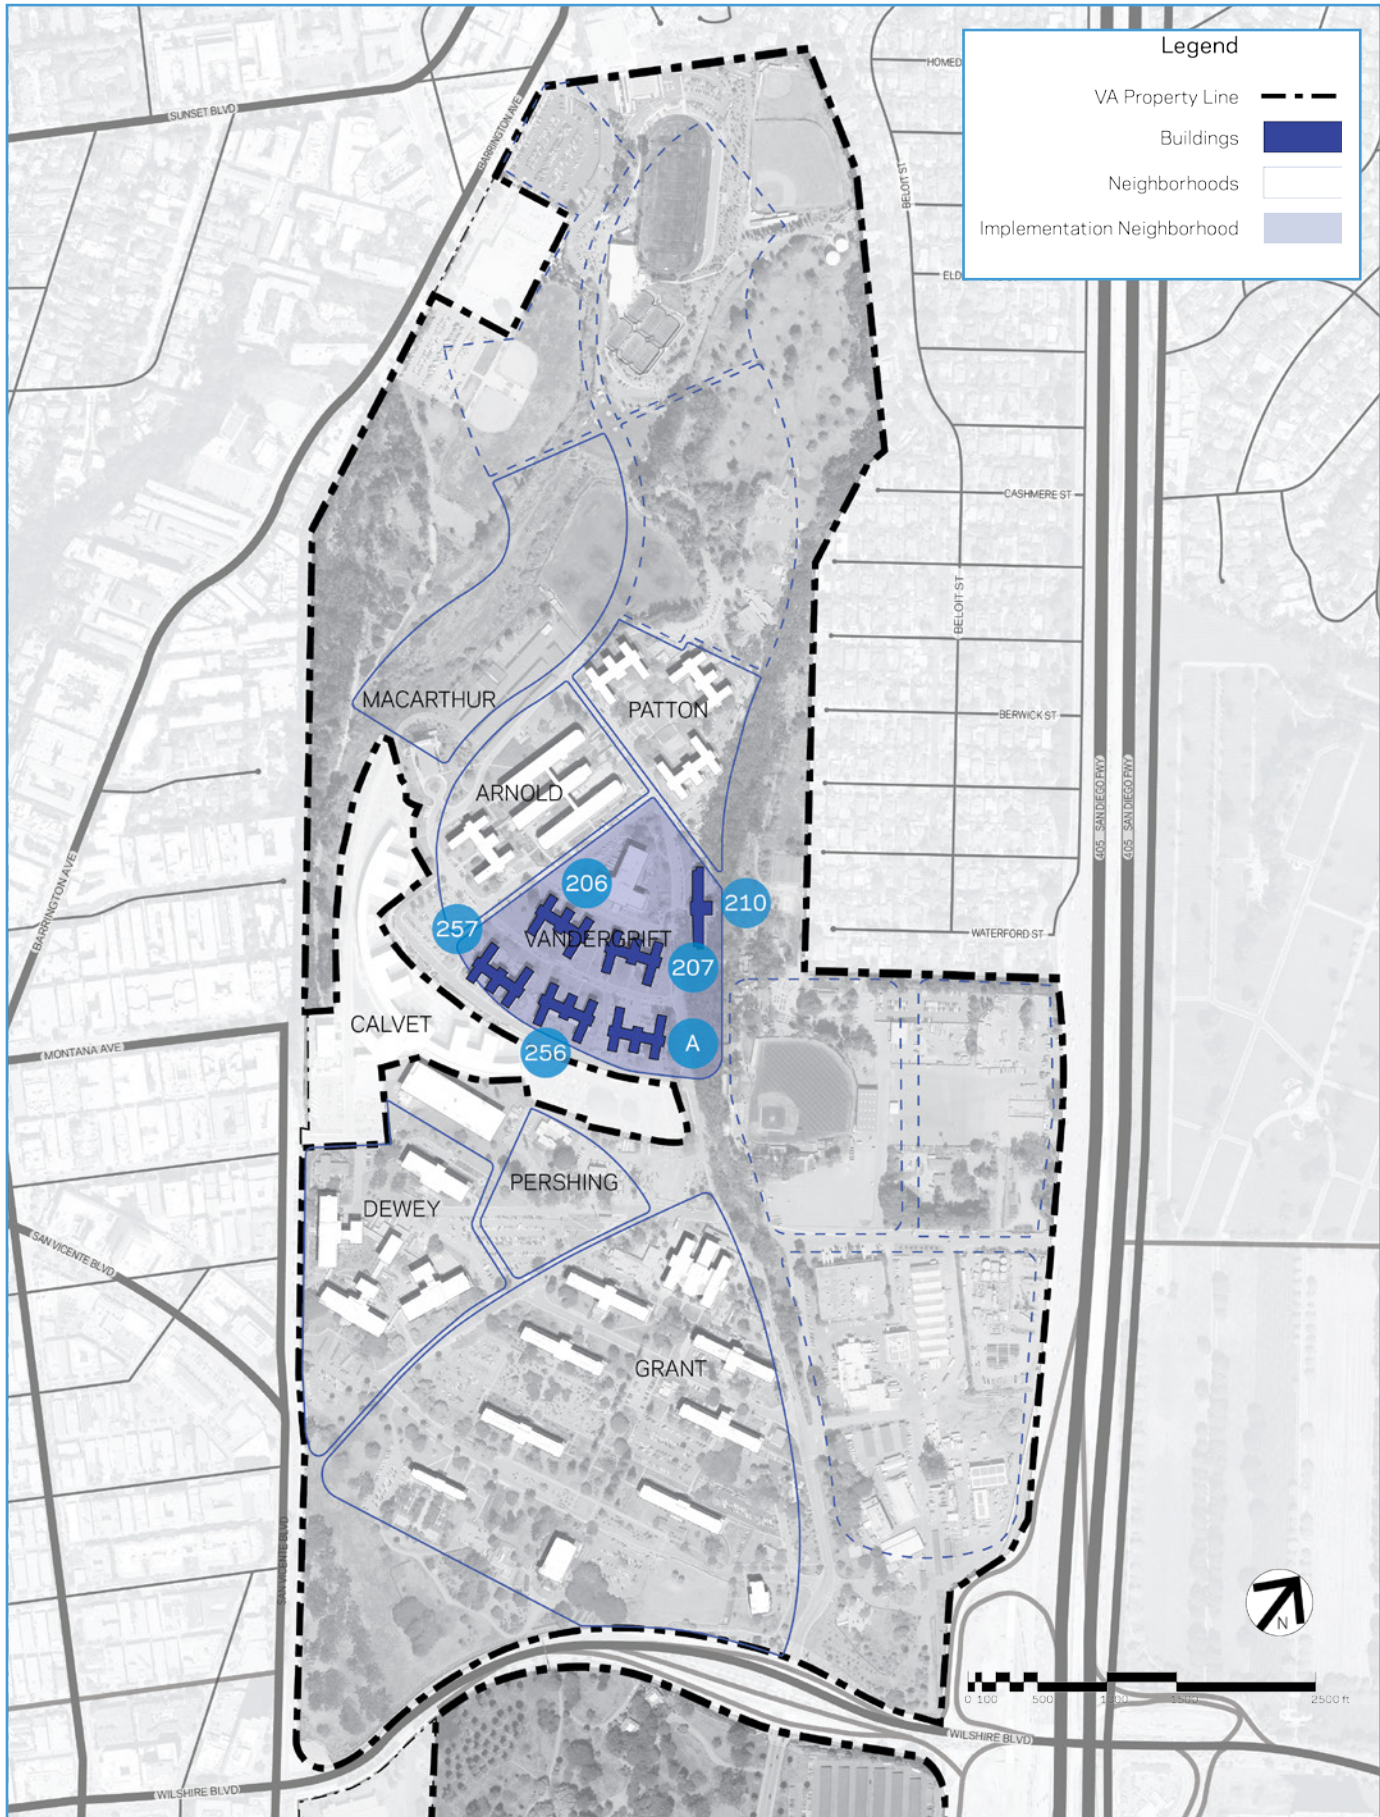 Legend
VA Property Line
Buildings
Neighborhoods
Implementation Neighborhood
HOMED
SUNSET BLVD
BARRINGTON AVE
BELOIT ST
ELD
CASHMERE ST
BELOIT ST
MACARTHUR
PATTON
BERWICK ST
ARNOLD
405 SAN DIEGO FWY
405 SAN DIEGO FWY
BARRINGTON AVE
206
210
257
VANDERGRIFT
WATERFORD ST
207
CALVET
A
256
MONTANA AVE
PERSHING
DEWEY
SAN VICENTE BLVD
GRANT
SAN VICENTE BLVD
N
0 100 500 1000 1500 2500 ft
WILSHIRE BLVD
WILSHIRE BLVD